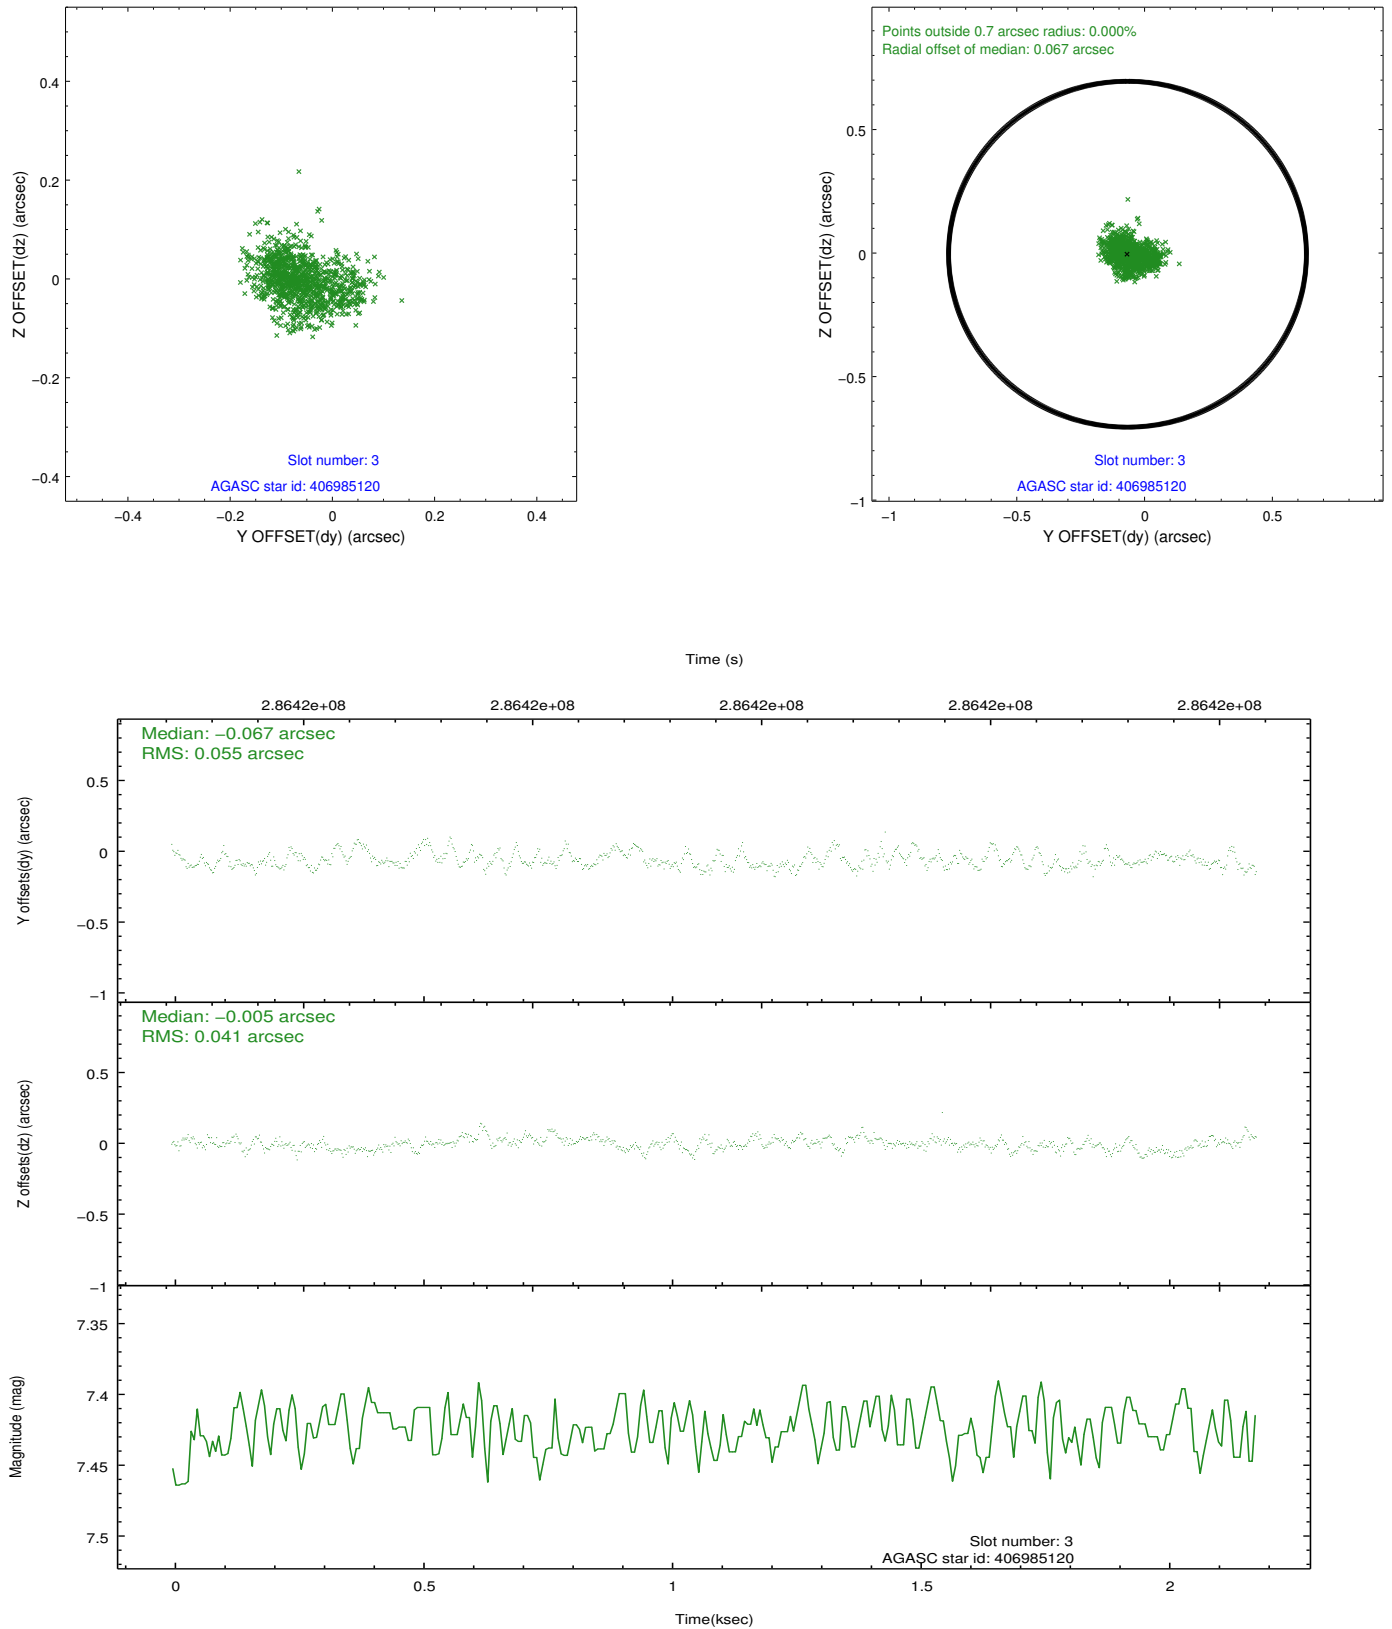 0.4
0.2
0
−0.2
−0.4
Z OFFSET(dz) (arcsec)
Slot number: 3
AGASC star id: 406985120
−0.4
−0.2
0
0.2
0.4
Y OFFSET(dy) (arcsec)
Points outside 0.7 arcsec radius: 0.000%
Radial offset of median: 0.067 arcsec
0.5
0
−0.5
−1
Z OFFSET(dz) (arcsec)
Slot number: 3
AGASC star id: 406985120
−1
−0.5
0
0.5
Y OFFSET(dy) (arcsec)
Time (s)
2.8642e+08
2.8642e+08
2.8642e+08
2.8642e+08
2.8642e+08
Median: −0.067 arcsec
RMS: 0.055 arcsec
0.5
0
−0.5
−1
Y offsets(dy) (arcsec)
Median: −0.005 arcsec
RMS: 0.041 arcsec
0.5
0
−0.5
−1
Z offsets(dz) (arcsec)
7.35
7.4
7.45
7.5
Magnitude (mag)
Slot number: 3
AGASC star id: 406985120
0
0.5
1
1.5
2
Time(ksec)